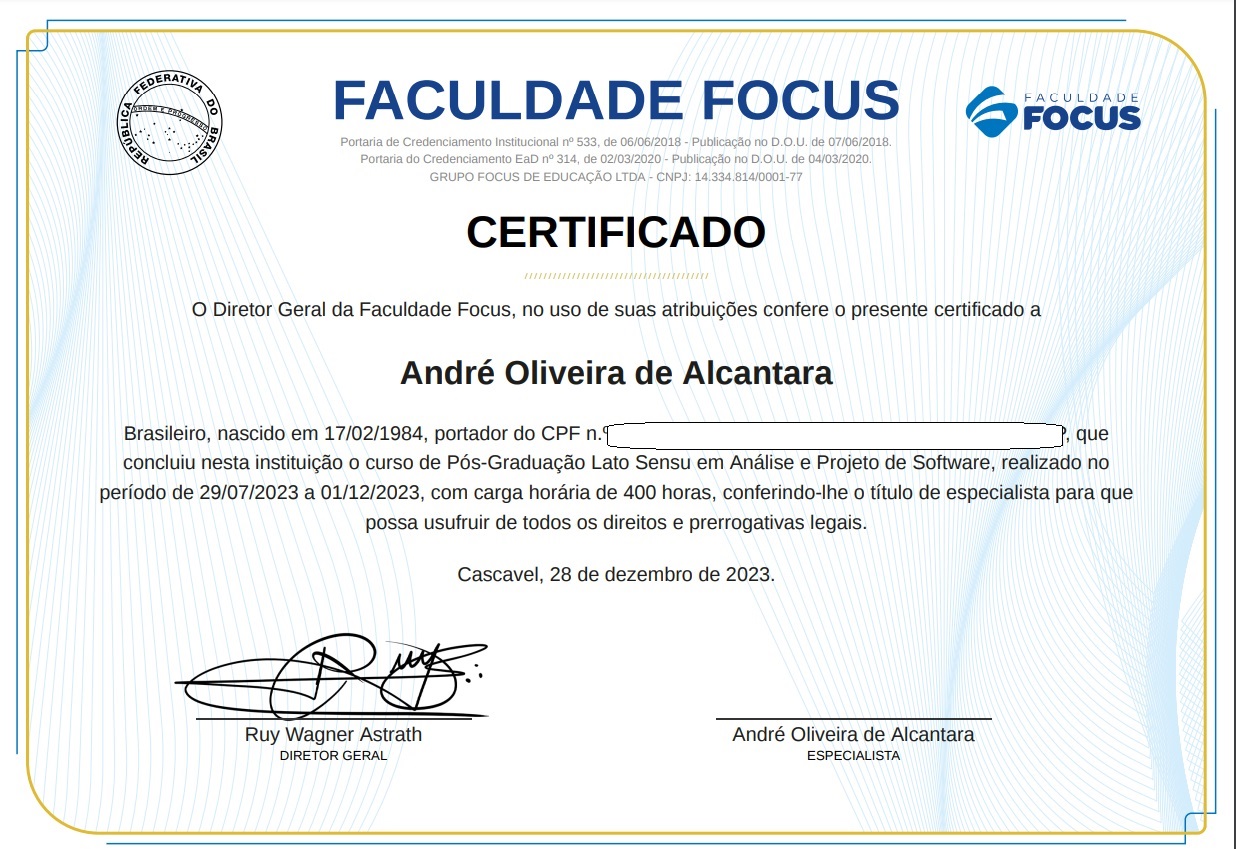 REPÚBLICA FEDERATIVA DO BRASIL
ORDEM E PROGRESSO
FACULDADE FOCUS
FACULDADE
FOCUS
Portaria de Credenciamento Institucional nº 533, de 06/06/2018 - Publicação no D.O.U. de 07/06/2018.
Portaria do Credenciamento EaD nº 314, de 02/03/2020 - Publicação no D.O.U. de 04/03/2020.
GRUPO FOCUS DE EDUCAÇÃO LTDA - CNPJ: 14.334.814/0001-77
CERTIFICADO
O Diretor Geral da Faculdade Focus, no uso de suas atribuições confere o presente certificado a
André Oliveira de Alcantara
Brasileiro, nascido em 17/02/1984, portador do CPF n.º , que
concluiu nesta instituição o curso de Pós-Graduação Lato Sensu em Análise e Projeto de Software, realizado no
período de 29/07/2023 a 01/12/2023, com carga horária de 400 horas, conferindo-lhe o título de especialista para que
possa usufruir de todos os direitos e prerrogativas legais.
Cascavel, 28 de dezembro de 2023.
Ruy Wagner Astrath
DIRETOR GERAL
André Oliveira de Alcantara
ESPECIALISTA